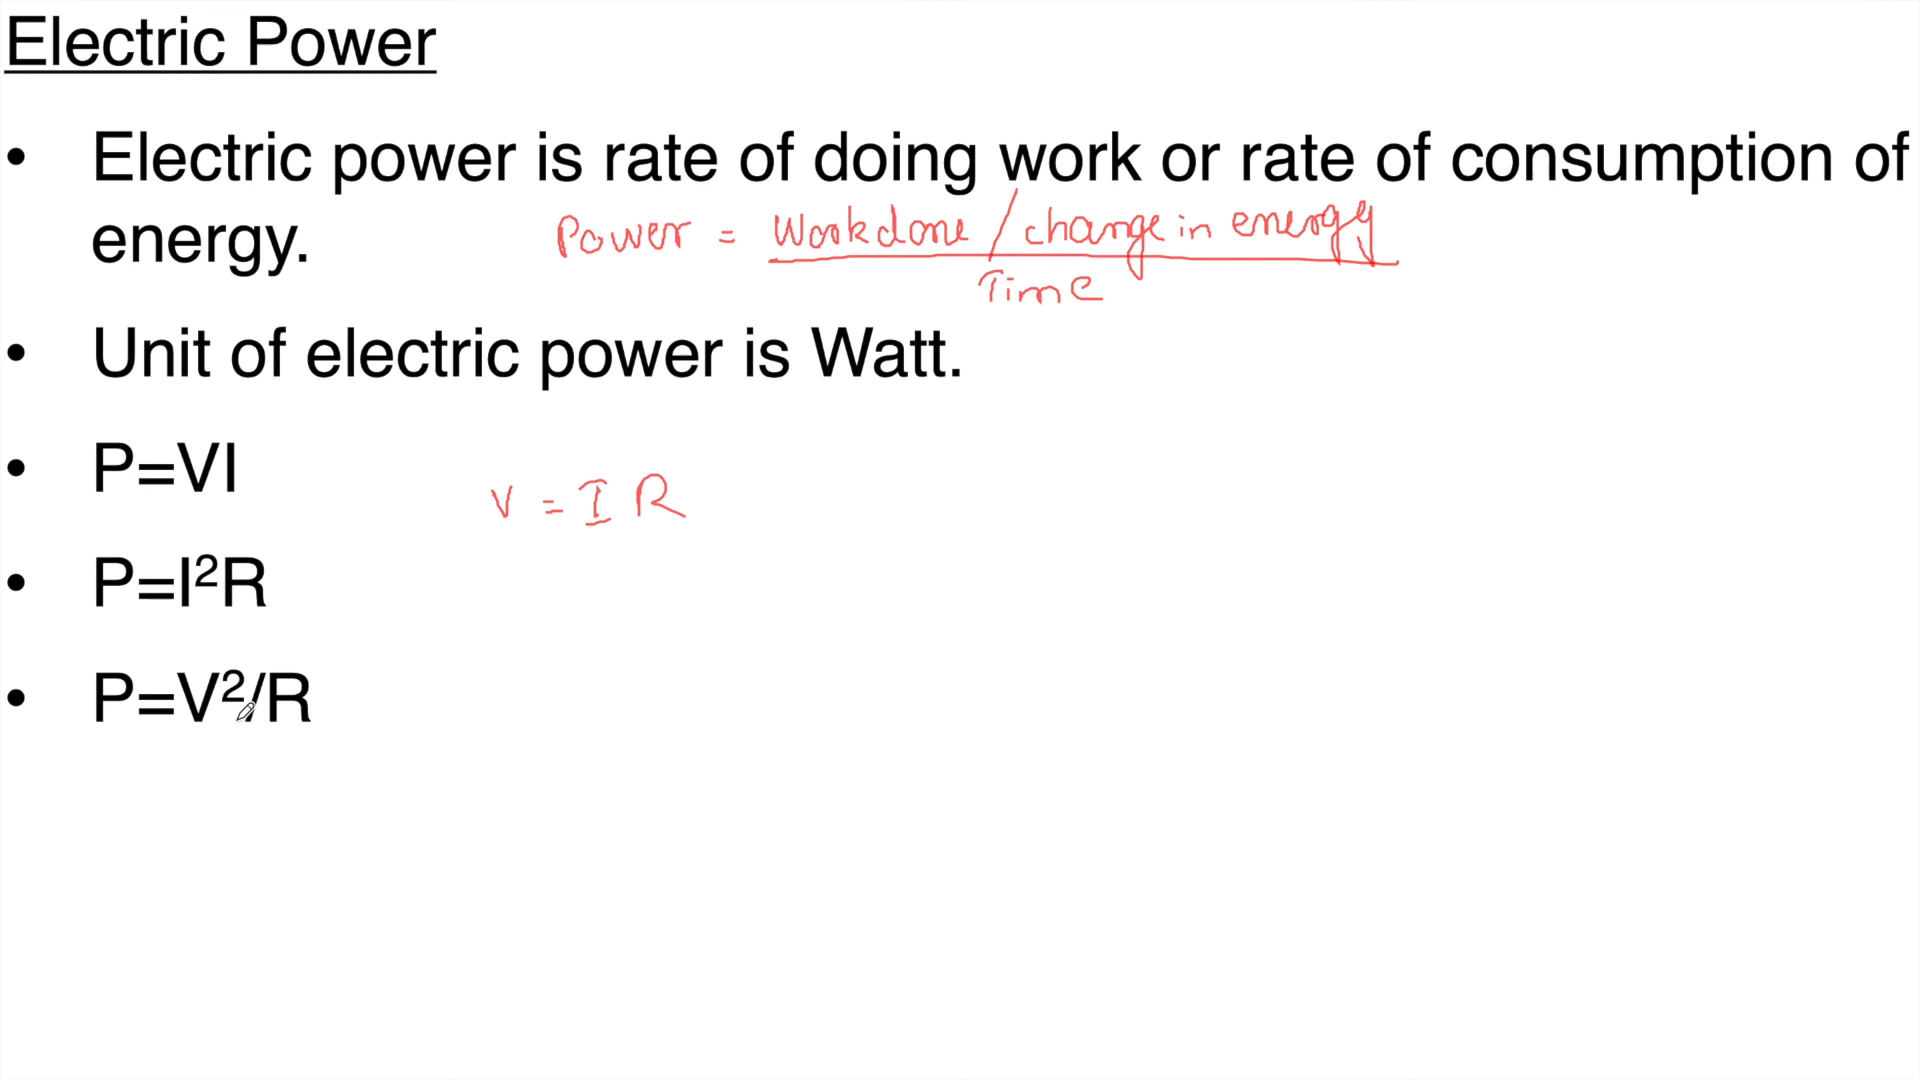 Electric Power
• Electric power is rate of doing work or rate of consumption of
energy.
Power = Workdone / change in energy
Time
• Unit of electric power is Watt.
• P=VI
V = I R
• P=I²R
• P=V²/R